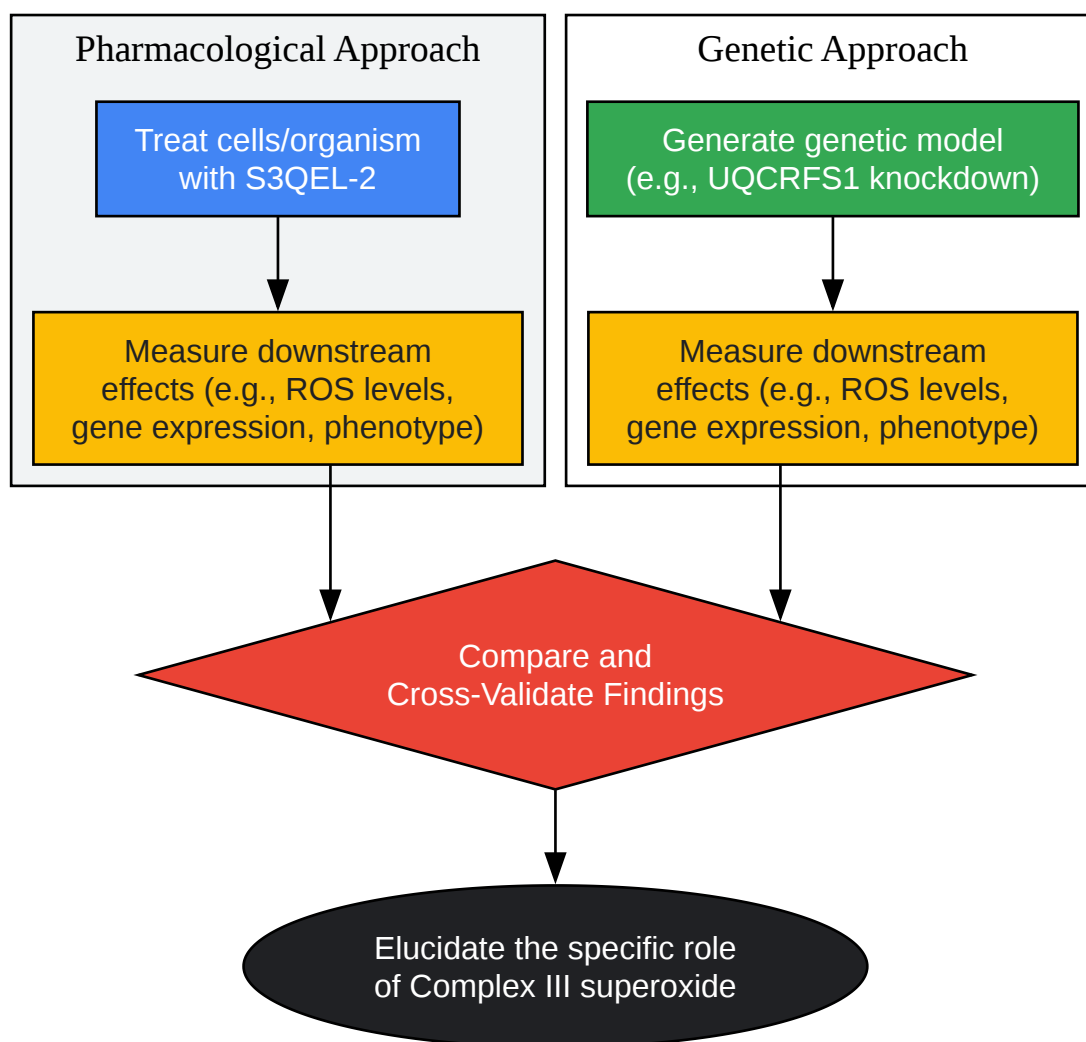 Pharmacological Approach
Treat cells/organism
with S3QEL-2
Measure downstream
effects (e.g., ROS levels,
gene expression, phenotype)
Genetic Approach
Generate genetic model
(e.g., UQCRFS1 knockdown)
Measure downstream
effects (e.g., ROS levels,
gene expression, phenotype)
Compare and
Cross-Validate Findings
Elucidate the specific role
of Complex III superoxide